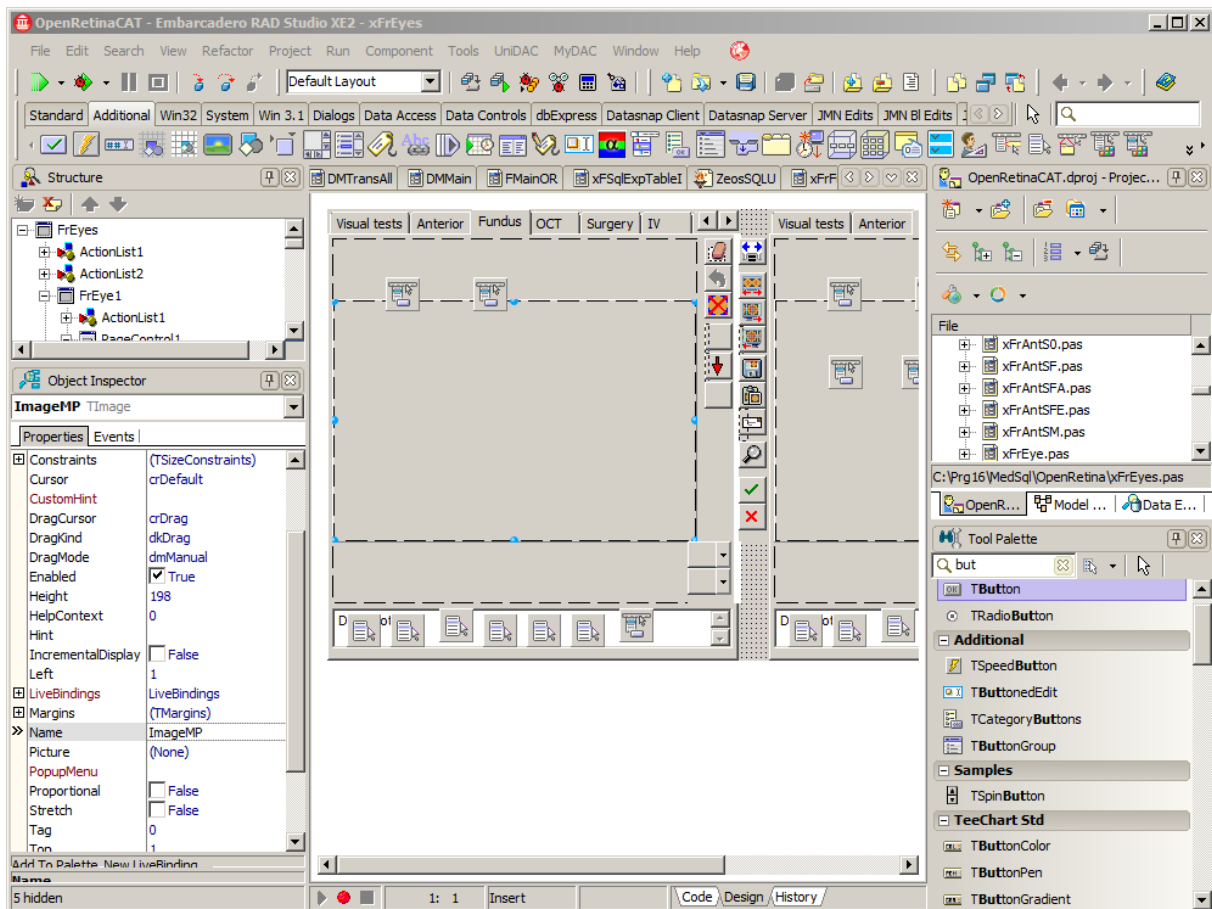 OpenRetinaCAT - Embarcadero RAD Studio XE2 - xFrEyes
File Edit Search View Refactor Project Run Component Tools UniDAC MyDAC Window Help
Default Layout
Standard Additional Win32 System Win 3.1 Dialogs Data Access Data Controls dbExpress Datasnap Client Datasnap Server JMN Edits JMN Bl Edits
Structure
FrEyes
ActionList1
ActionList2
FrEye1
ActionList1
PageControl1
Object Inspector
ImageMP TImage
Properties Events
Constraints (TSizeConstraints)
Cursor crDefault
CustomHint
DragCursor crDrag
DragKind dkDrag
DragMode dmManual
Enabled True
Height 198
HelpContext 0
Hint
IncrementalDisplay False
Left 1
LiveBindings LiveBindings
Margins (TMargins)
Name ImageMP
Picture (None)
PopupMenu
Proportional False
Stretch False
Tag 0
Top 1
Add To Palette New LiveBinding
Name
5 hidden
DMTransAll DMMain FMainOR xFSqlExpTableI ZeosSQLU xFrF
Visual tests Anterior Fundus OCT Surgery IV
Visual tests Anterior
1: 1 Insert
Code Design History
OpenRetinaCAT.dproj - Projec...
File
xFrAntS0.pas
xFrAntSF.pas
xFrAntSFA.pas
xFrAntSFE.pas
xFrAntSM.pas
xFrEye.pas
C:\Prg16\MedSql\OpenRetina\xFrEyes.pas
OpenR... Model ... Data E...
Tool Palette
but
TButton
TRadioButton
Additional
TSpeedButton
TButtonedEdit
TCategoryButtons
TButtonGroup
Samples
TSpinButton
TeeChart Std
TButtonColor
TButtonPen
TButtonGradient